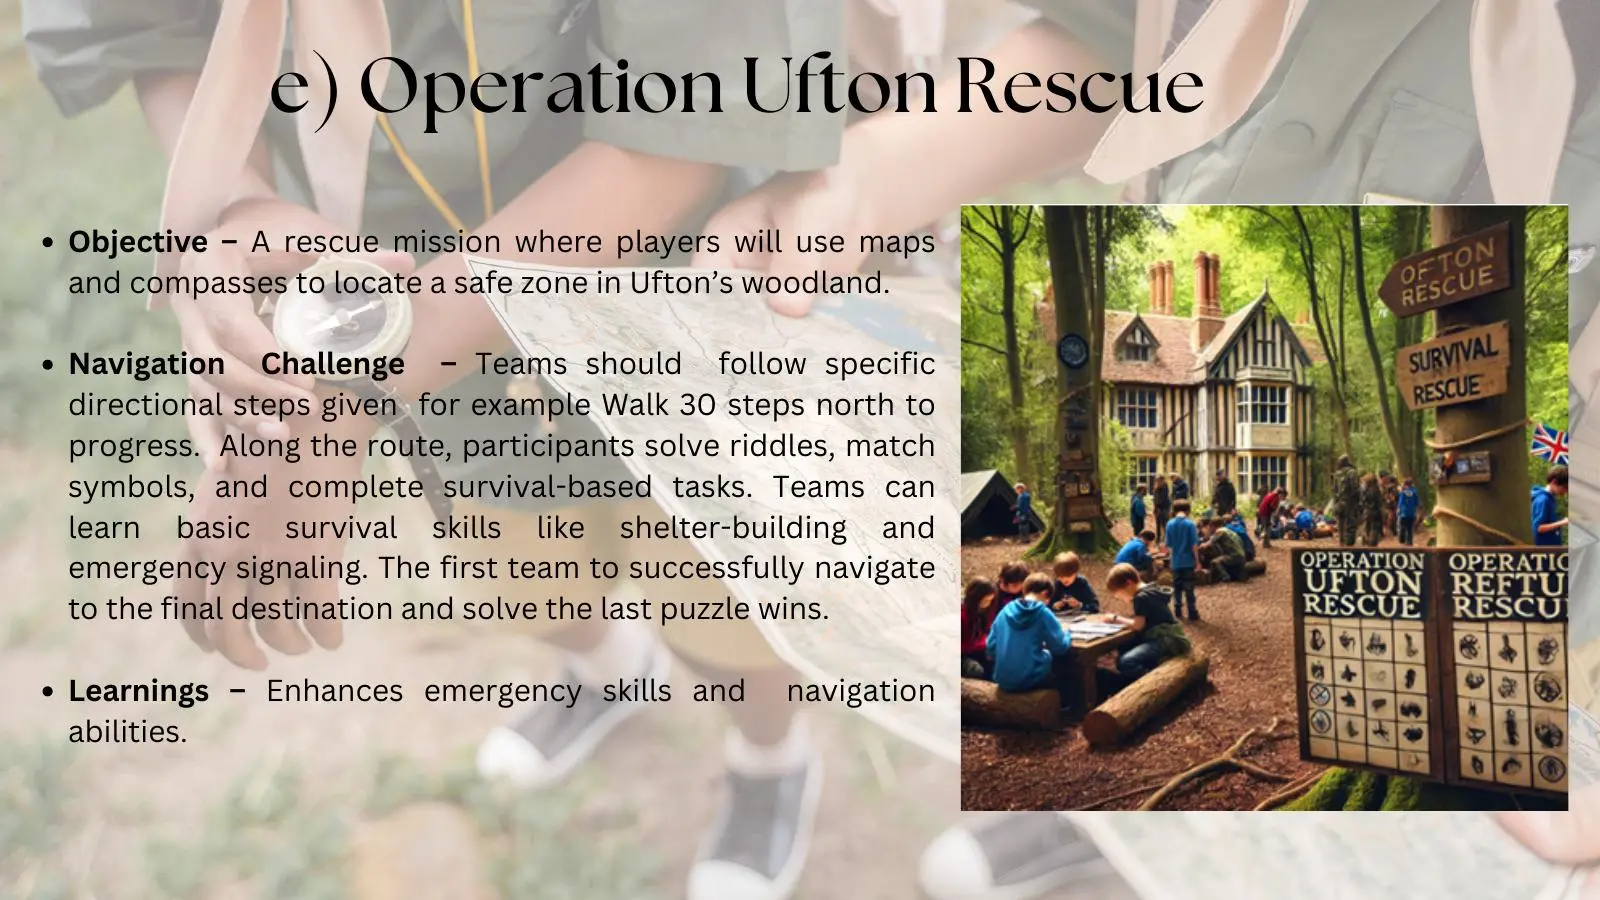 e) Operation Ufton Rescue
• Objective – A rescue mission where players will use maps
and compasses to locate a safe zone in Ufton’s woodland.
• Navigation Challenge – Teams should follow specific
directional steps given for example Walk 30 steps north to
progress. Along the route, participants solve riddles, match
symbols, and complete survival-based tasks. Teams can
learn basic survival skills like shelter-building and
emergency signaling. The first team to successfully navigate
to the final destination and solve the last puzzle wins.
• Learnings – Enhances emergency skills and navigation
abilities.
OFTON
RESCUE
SURVIVAL
RESCUE
OPERATION
UFTON
RESCUE
OPERATIO
REFTU
RESCU